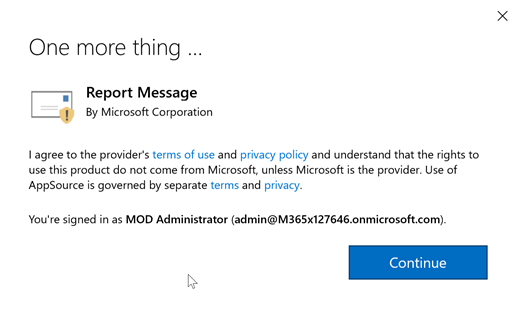 One more thing ...
Report Message
By Microsoft Corporation
I agree to the provider's terms of use and privacy policy and understand that the rights to
use this product do not come from Microsoft, unless Microsoft is the provider. Use of
AppSource is governed by separate terms and privacy.
You're signed in as MOD Administrator (admin@M365x127646.onmicrosoft.com).
Continue